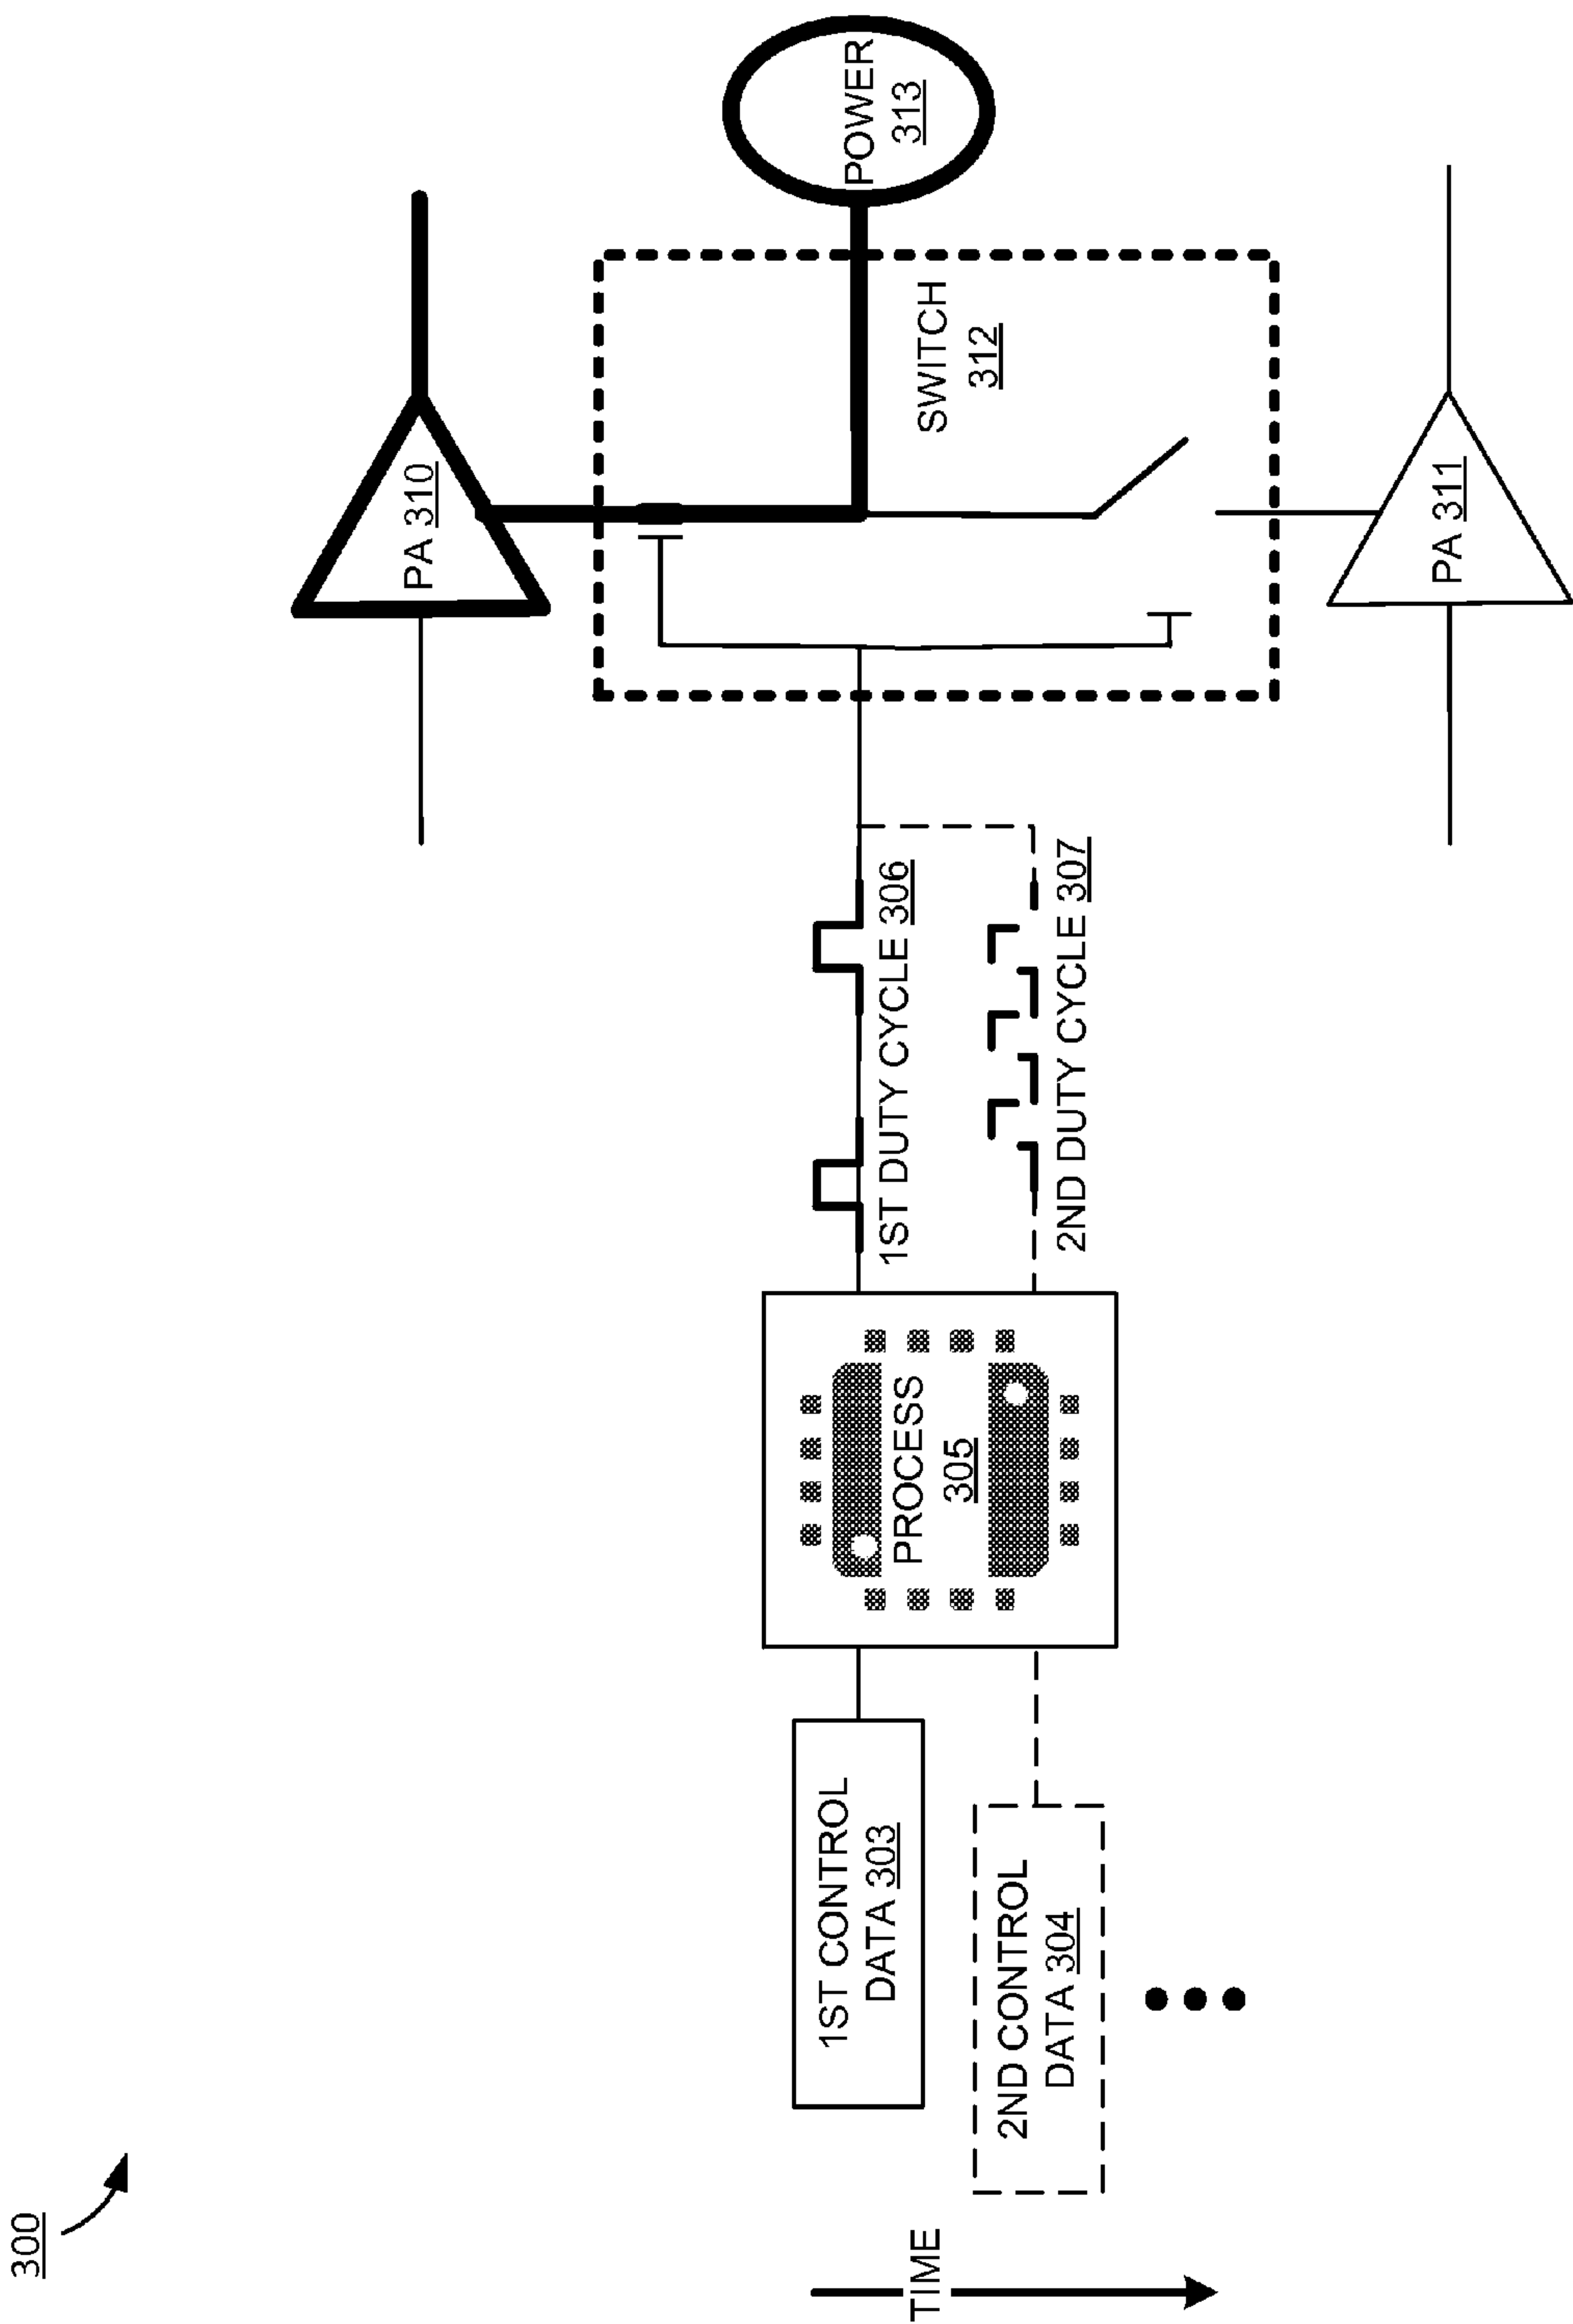 300
TIME
1ST CONTROL
DATA 303
2ND CONTROL
DATA 304
PROCESS
305
1ST DUTY CYCLE 306
2ND DUTY CYCLE 307
PA 310
SWITCH
312
POWER
313
PA 311